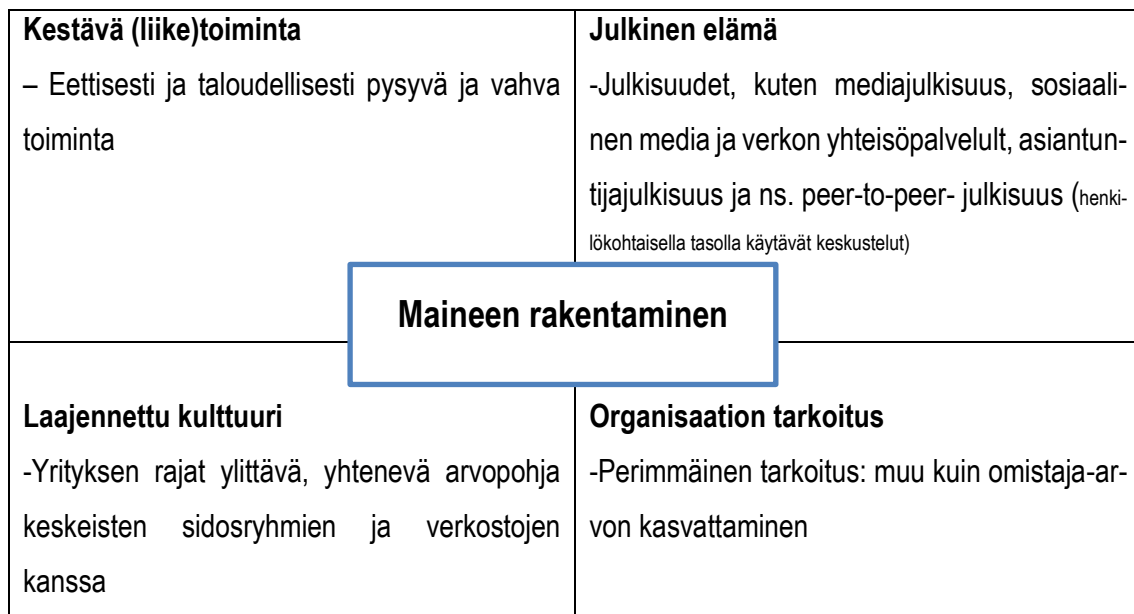 Kestävä (liike)toiminta
– Eettisesti ja taloudellisesti pysyvä ja vahva
toiminta
Julkinen elämä
-Julkisuudet, kuten mediajulkisuus, sosiaali-
nen media ja verkon yhteisöpalvelult, asiantun-
tijajulkisuus ja ns. peer-to-peer- julkisuus (henki-
lökohtaisella tasolla käytävät keskustelut)
Maineen rakentaminen
Laajennettu kulttuuri
-Yrityksen rajat ylittävä, yhtenevä arvopohja
keskeisten sidosryhmien ja verkostojen
kanssa
Organisaation tarkoitus
-Perimmäinen tarkoitus: muu kuin omistaja-ar-
von kasvattaminen